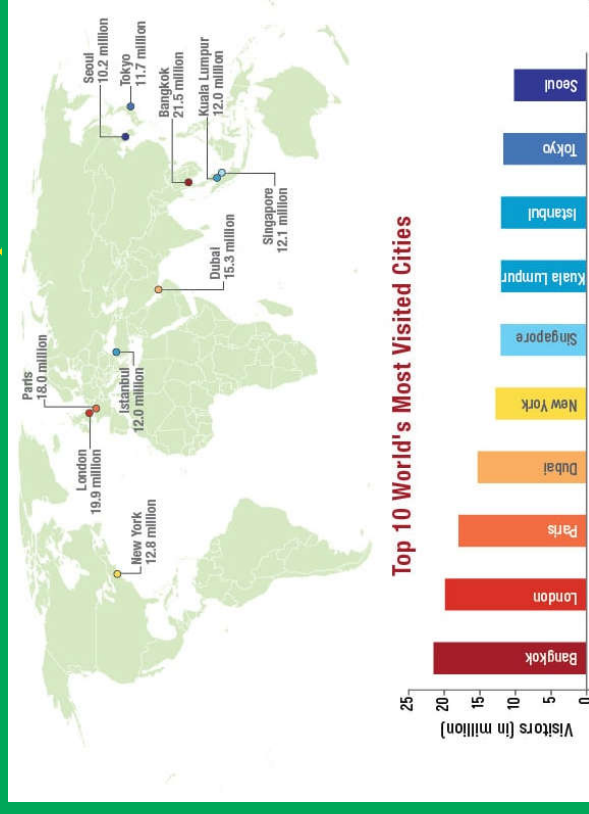 Seoul
10.2 million
Tokyo
11.7 million
Paris
18.0 million
Bangkok
21.5 million
Kuala Lumpur
12.0 million
London
19.9 million
Istanbul
12.0 million
Dubai
15.3 million
Singapore
12.1 million
New York
12.8 million
Top 10 World's Most Visited Cities
Visitors (in million)
25
20
15
10
5
0
Bangkok
London
Paris
Dubai
New York
Singapore
Kuala Lumpur
Istanbul
Tokyo
Seoul